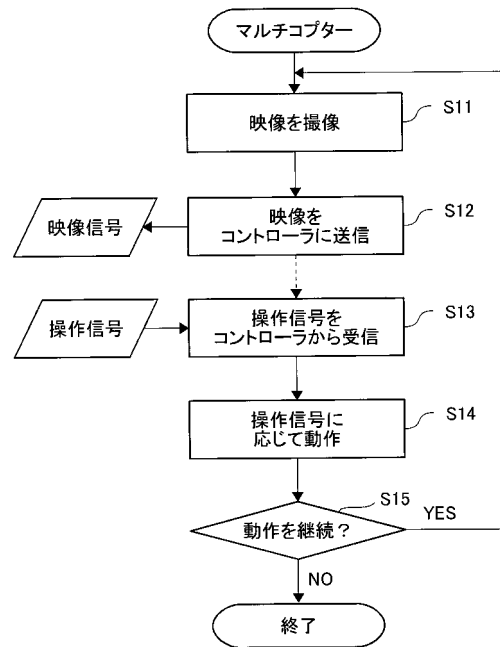 マルチコプター
映像を撮像
S11
映像信号
映像を
コントローラに送信
S12
操作信号
操作信号を
コントローラから受信
S13
操作信号に
応じて動作
S14
動作を継続？
S15
YES
NO
終了